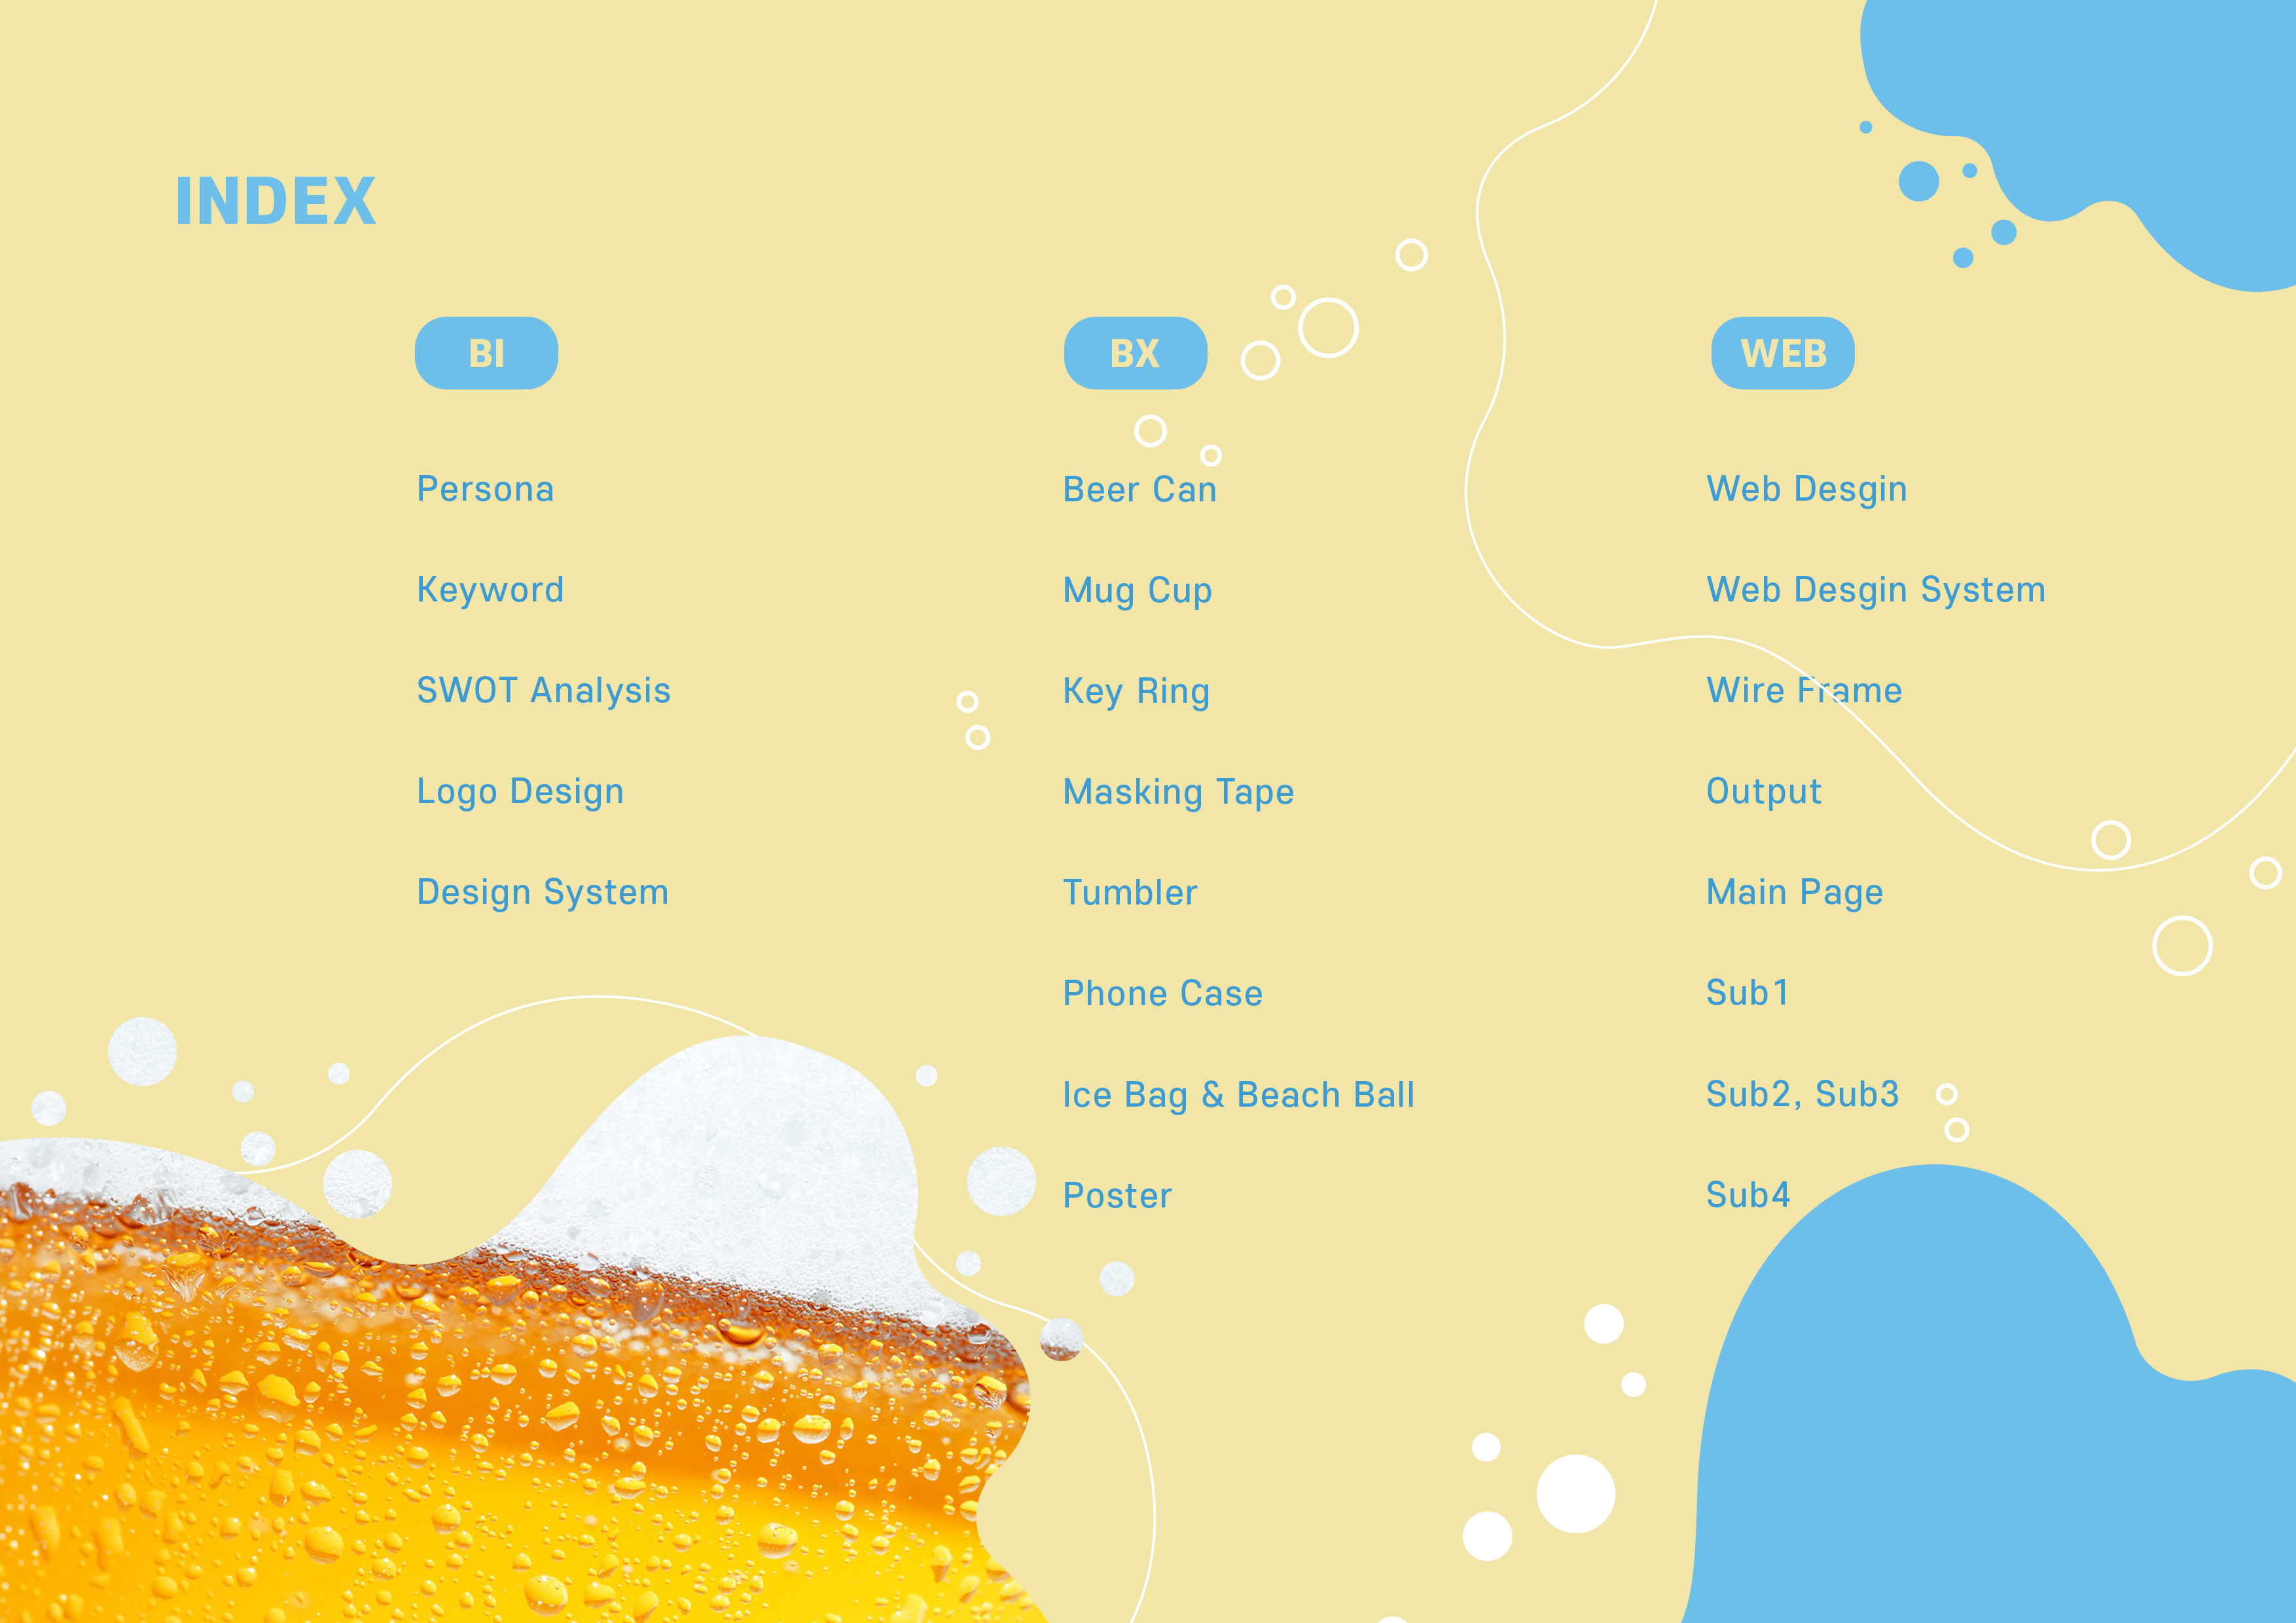 INDEX
BI
Persona
Keyword
SWOT Analysis
Logo Design
Design System
BX
Beer Can
Mug Cup
Key Ring
Masking Tape
Tumbler
Phone Case
Ice Bag & Beach Ball
Poster
WEB
Web Desgin
Web Desgin System
Wire Frame
Output
Main Page
Sub1
Sub2, Sub3
Sub4